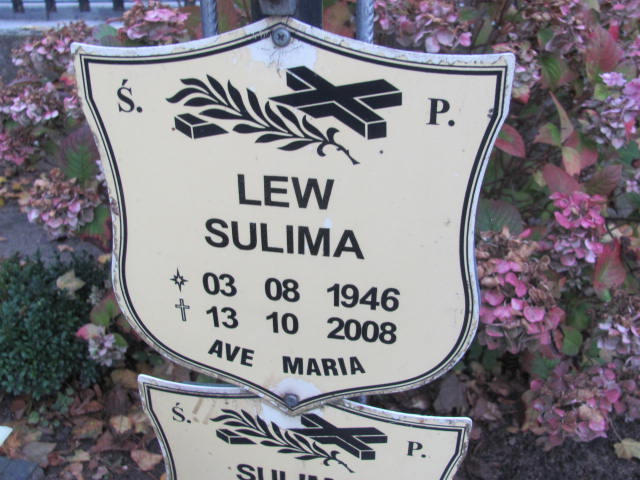 Ś. P.
LEW
SULIMA
03 08 1946
13 10 2008
AVE MARIA
Ś. P.